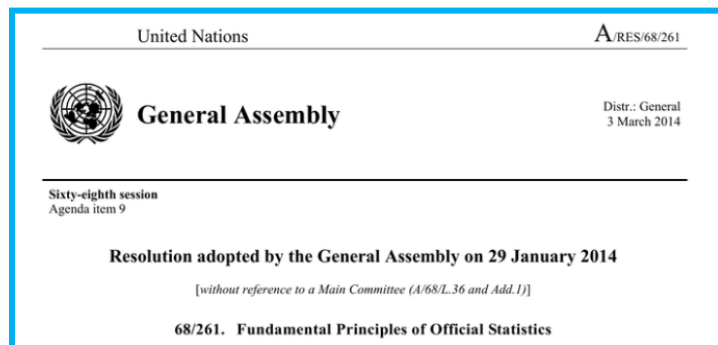 United Nations
A/RES/68/261
General Assembly
Distr.: General
3 March 2014
Sixty-eighth session
Agenda item 9
Resolution adopted by the General Assembly on 29 January 2014
[without reference to a Main Committee (A/68/L.36 and Add.1)]
68/261. Fundamental Principles of Official Statistics